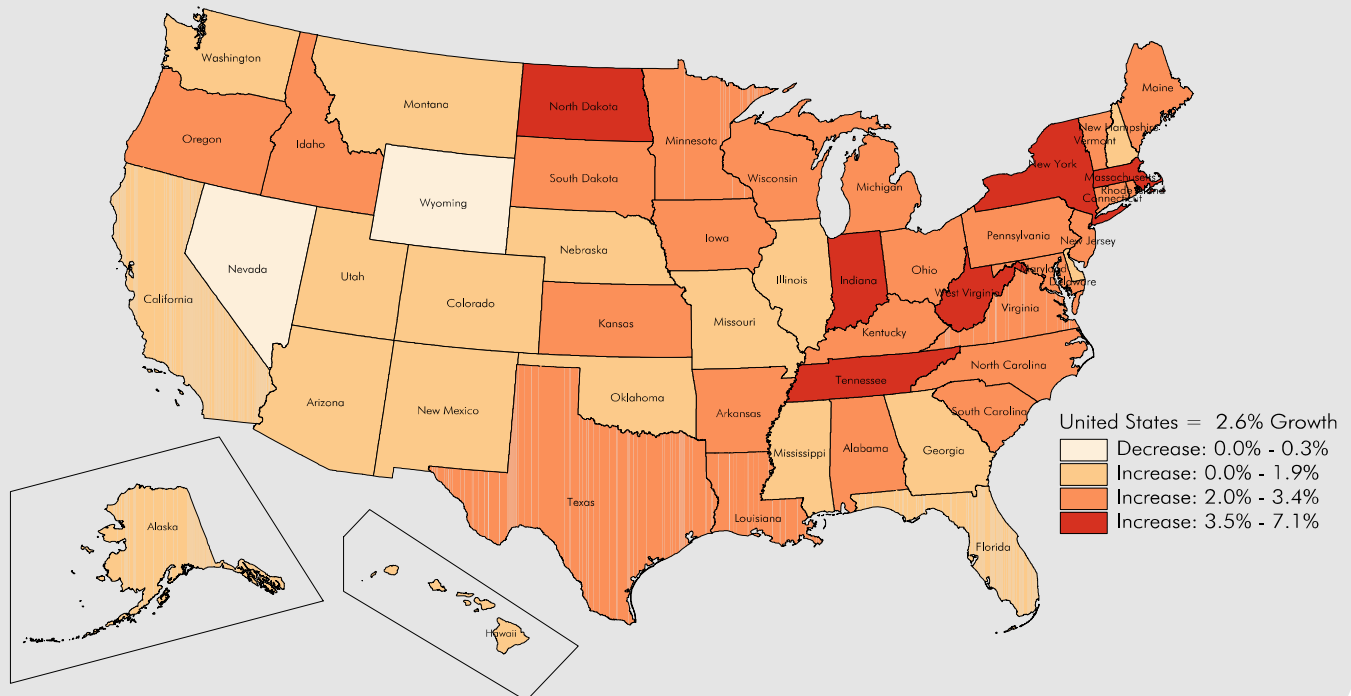 Washington
Montana
North Dakota
Minnesota
Maine
Oregon
Idaho
South Dakota
Wisconsin
Michigan
New Hampshire
Vermont
New York
Massachusetts
Rhode Island
Connecticut
Wyoming
Nebraska
Iowa
Pennsylvania
New Jersey
Nevada
Utah
Colorado
Illinois
Indiana
Ohio
Maryland
Delaware
California
Kansas
Missouri
West Virginia
Virginia
Kentucky
Arizona
New Mexico
Oklahoma
Arkansas
Tennessee
North Carolina
South Carolina
Texas
Louisiana
Mississippi
Alabama
Georgia
Florida
Alaska
Hawaii
United States = 2.6% Growth
Decrease: 0.0% - 0.3%
Increase: 0.0% - 1.9%
Increase: 2.0% - 3.4%
Increase: 3.5% - 7.1%